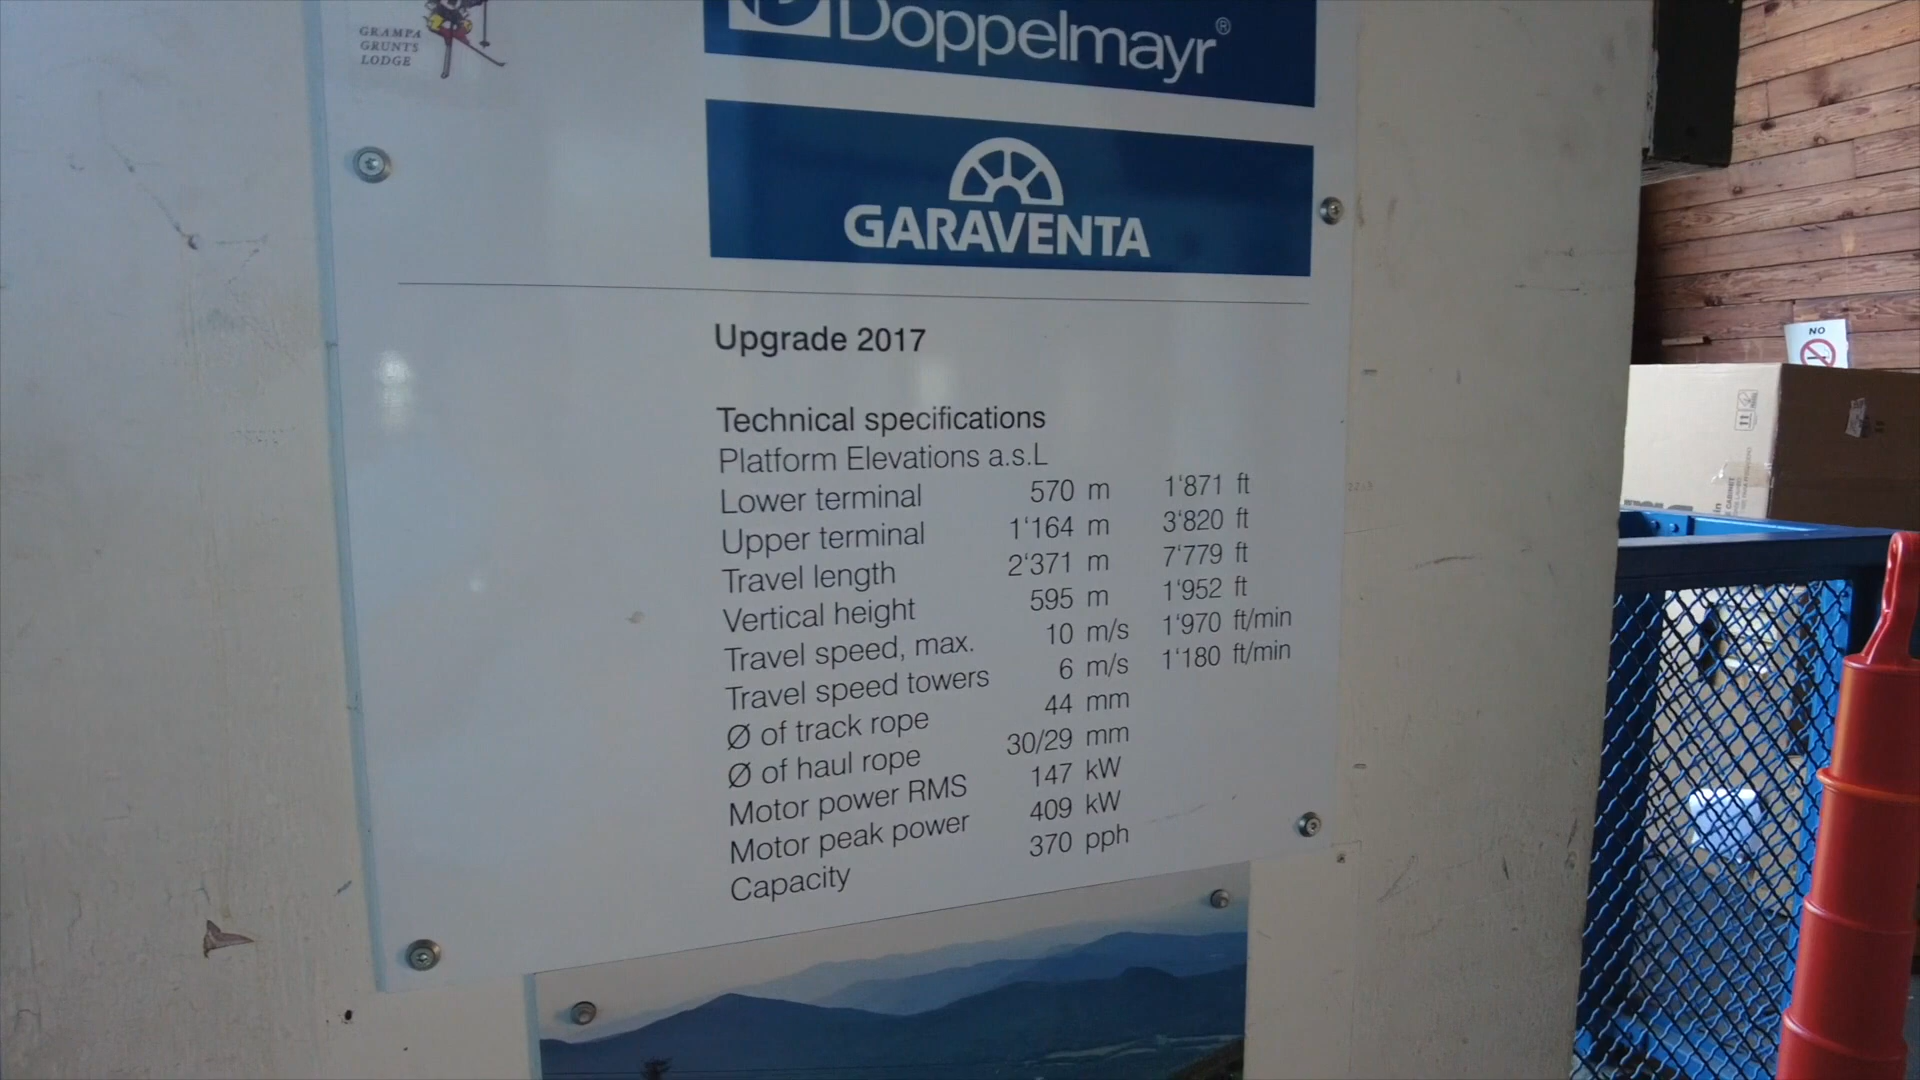 GRAMPA
GRUNTS
LODGE
Doppelmayr®
GARAVENTA
Upgrade 2017
Technical specifications
Platform Elevations a.s.L
Lower terminal 570 m 1'871 ft
Upper terminal 1'164 m 3'820 ft
Travel length 2'371 m 7'779 ft
Vertical height 595 m 1'952 ft
Travel speed, max. 10 m/s 1'970 ft/min
Travel speed towers 6 m/s 1'180 ft/min
Ø of track rope 44 mm
Ø of haul rope 30/29 mm
Motor power RMS 147 kW
Motor peak power 409 kW
Capacity 370 pph
NO